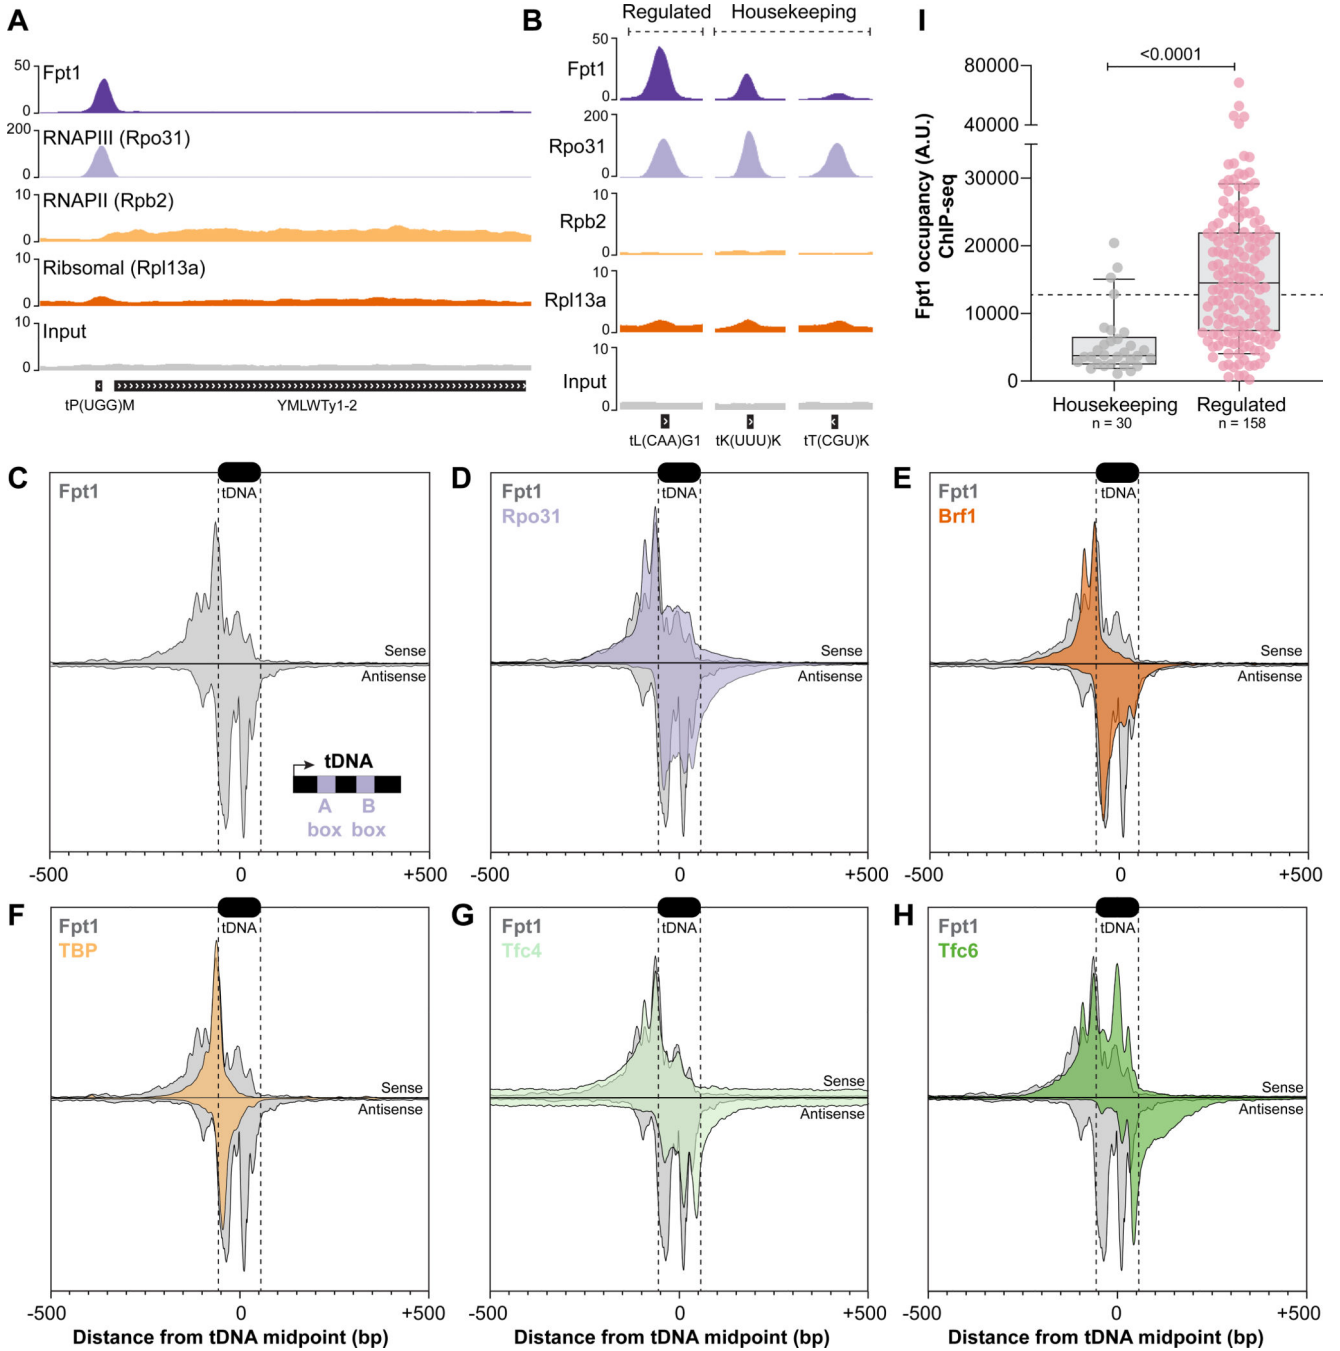 A
50
Fpt1
0
200
RNAPIII (Rpo31)
0
10
RNAPII (Rpb2)
0
10
Ribsomal (Rpl13a)
0
10
Input
0
tP(UGG)M
YMLWTy1-2
B
Regulated
Housekeeping
50
Fpt1
0
200
Rpo31
0
10
Rpb2
0
10
Rpl13a
0
10
Input
0
tL(CAA)G1
tK(UUU)K
tT(CGU)K
I
<0.0001
Fpt1 occupancy (A.U.)
ChIP-seq
80000
40000
30000
20000
10000
0
Housekeeping
n = 30
Regulated
n = 158
C
Fpt1
tDNA
Sense
Antisense
tDNA
A
box
B
box
-500
0
+500
D
Fpt1
Rpo31
tDNA
Sense
Antisense
-500
0
+500
E
Fpt1
Brf1
tDNA
Sense
Antisense
-500
0
+500
F
Fpt1
TBP
tDNA
Sense
Antisense
-500
0
+500
Distance from tDNA midpoint (bp)
G
Fpt1
Tfc4
tDNA
Sense
Antisense
-500
0
+500
Distance from tDNA midpoint (bp)
H
Fpt1
Tfc6
tDNA
Sense
Antisense
-500
0
+500
Distance from tDNA midpoint (bp)